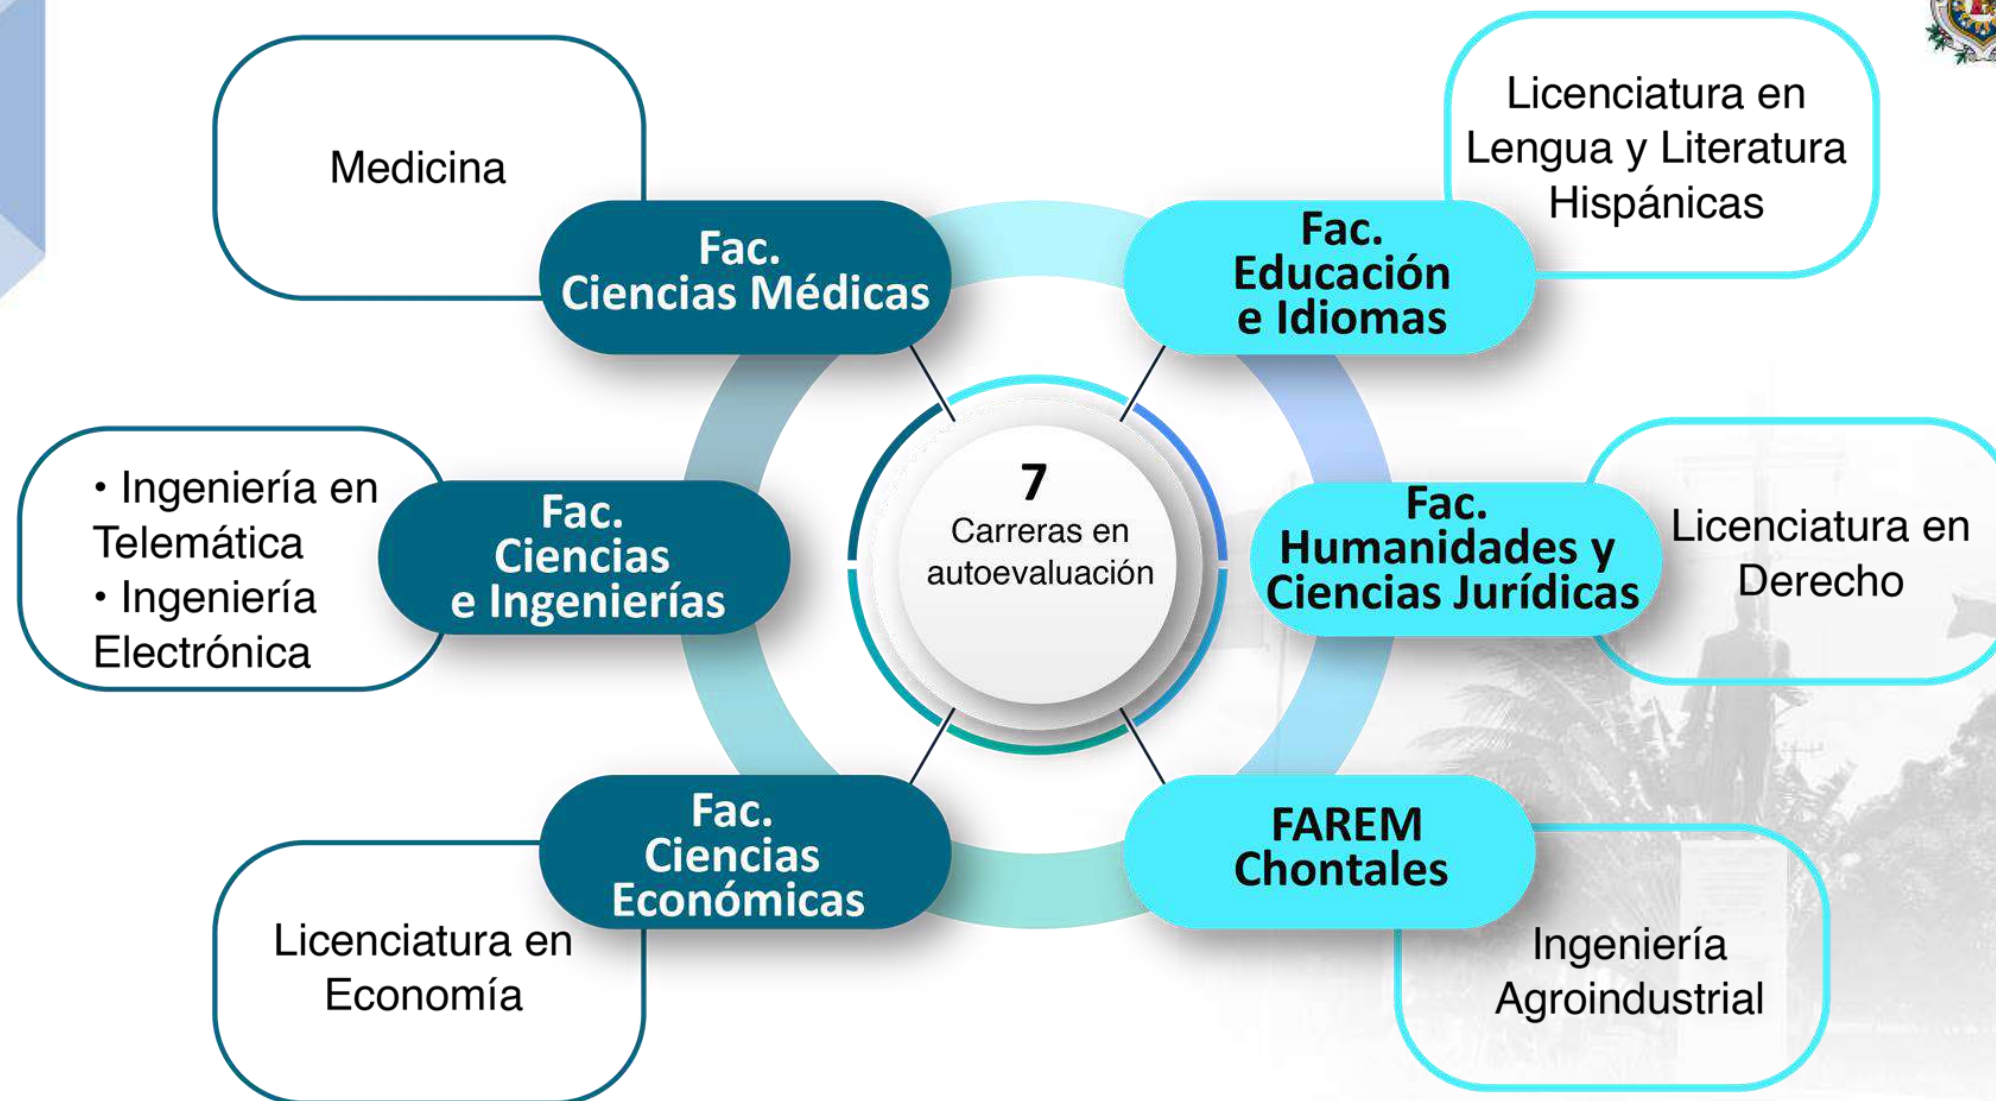 Medicina
Fac.
Ciencias Médicas
Licenciatura en
Lengua y Literatura
Hispánicas
Fac.
Educación
e Idiomas
• Ingeniería en
Telemática
• Ingeniería
Electrónica
Fac.
Ciencias
e Ingenierías
7
Carreras en
autoevaluación
Fac.
Humanidades y
Ciencias Jurídicas
Licenciatura en
Derecho
Fac.
Ciencias
Económicas
Licenciatura en
Economía
FAREM
Chontales
Ingeniería
Agroindustrial